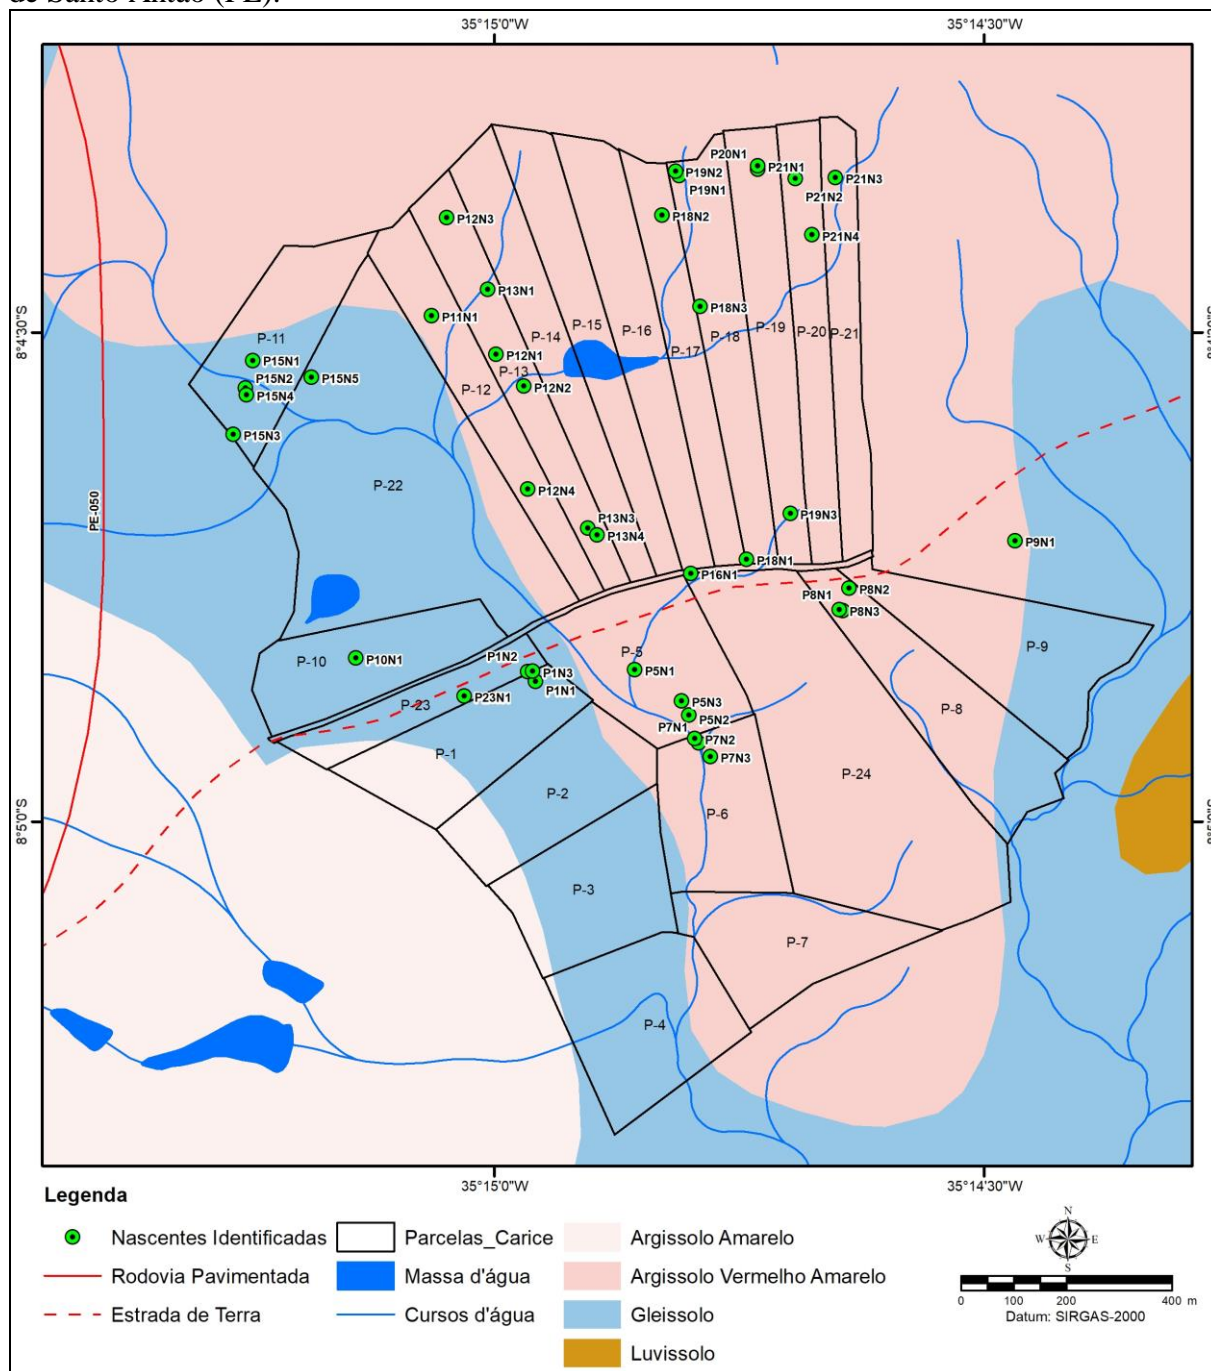 de Santo Antão (PE).
35°15'0"W
35°14'30"W
P20N1
P19N2
P21N1
P21N3
P19N1
P21N2
P12N3
P18N2
P21N4
P13N1
P18N3
P11N1
8°4'30"S
8°4'30"S
P-14
P-15
P-16
P-17
P-18
P-19
P-20
P-21
P-11
P15N1
P12N1
P-13
P15N2
P15N5
P12N2
P15N4
P-12
P15N3
P-22
P12N4
PE-050
P13N3
P19N3
P13N4
P9N1
P18N1
P16N1
P8N2
P8N1
P8N3
P-5
P-9
P1N2
P-10
P10N1
P1N3
P5N1
P1N1
P23N1
P-23
P5N3
P-8
P5N2
P7N1
P7N2
P-1
P7N3
P-24
P-2
P-6
8°5'0"S
8°5'0"S
P-3
P-7
P-4
35°15'0"W
35°14'30"W
Legenda
Nascentes Identificadas
Parcelas_Carice
Argissolo Amarelo
Rodovia Pavimentada
Massa d'água
Argissolo Vermelho Amarelo
Estrada de Terra
Cursos d'água
Gleissolo
Luvissolo
N
W
E
S
0 100 200 400 m
Datum: SIRGAS-2000